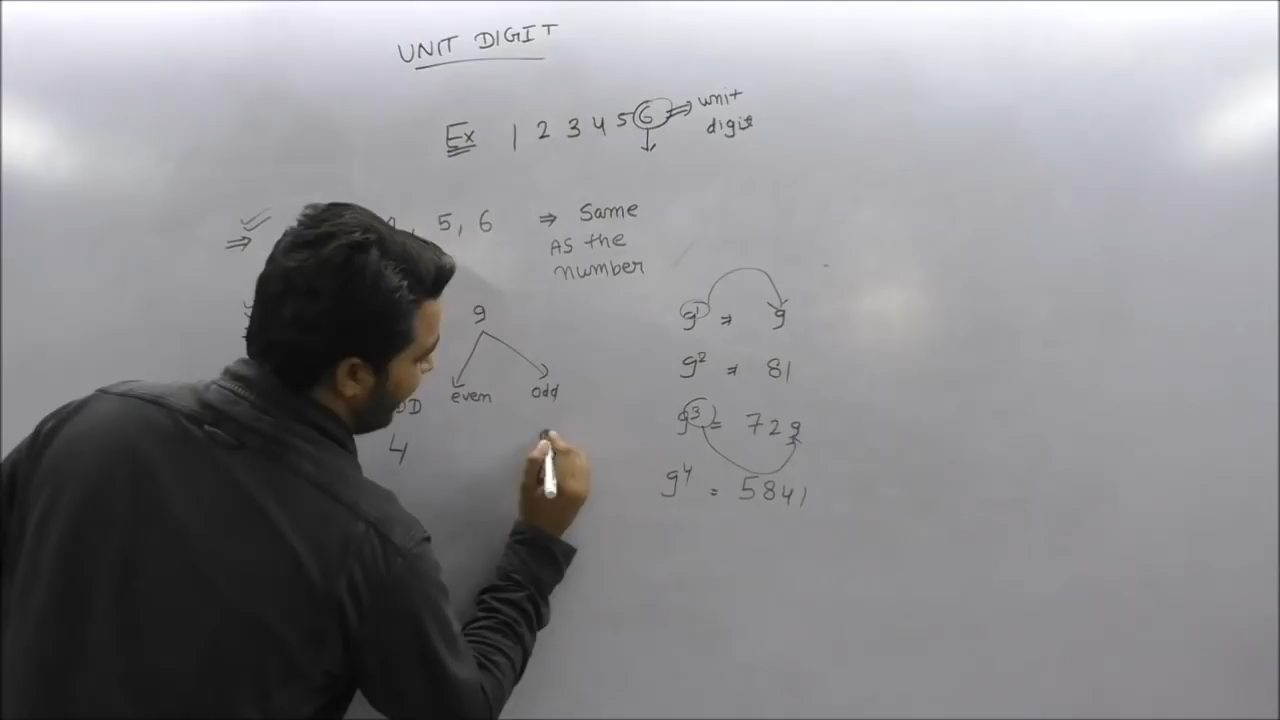 UNIT DIGIT
Ex 1 2 3 4 5 6 ⇒ unit
digit
, 5, 6 ⇒ Same
As the
number
9
even odd
4
9¹ ⇒ 9
9² = 81
9³ = 729
9⁴ = 5841